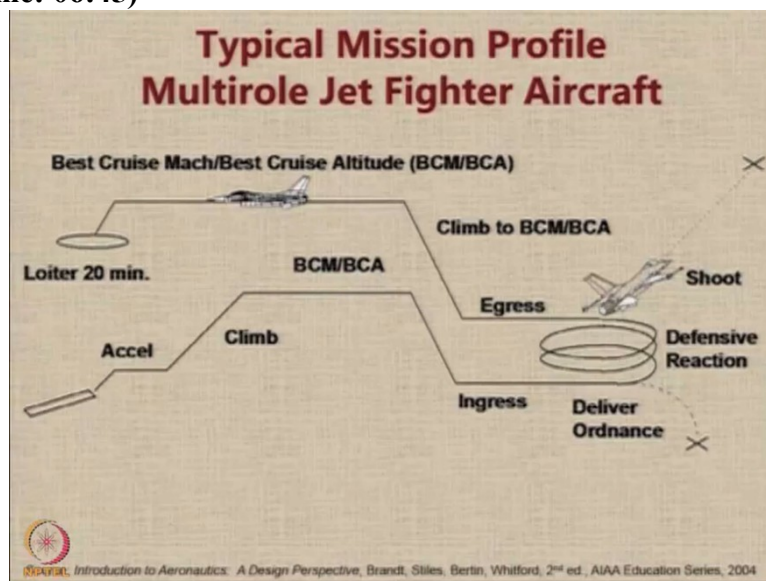 Typical Mission Profile
Multirole Jet Fighter Aircraft
Best Cruise Mach/Best Cruise Altitude (BCM/BCA)
Climb to BCM/BCA
Loiter 20 min.
BCM/BCA
Shoot
Egress
Accel
Climb
Defensive
Reaction
Ingress
Deliver
Ordnance
NPTEL
Introduction to Aeronautics: A Design Perspective, Brandt, Stiles, Bertin, Whitford, 2nd ed., AIAA Education Series, 2004